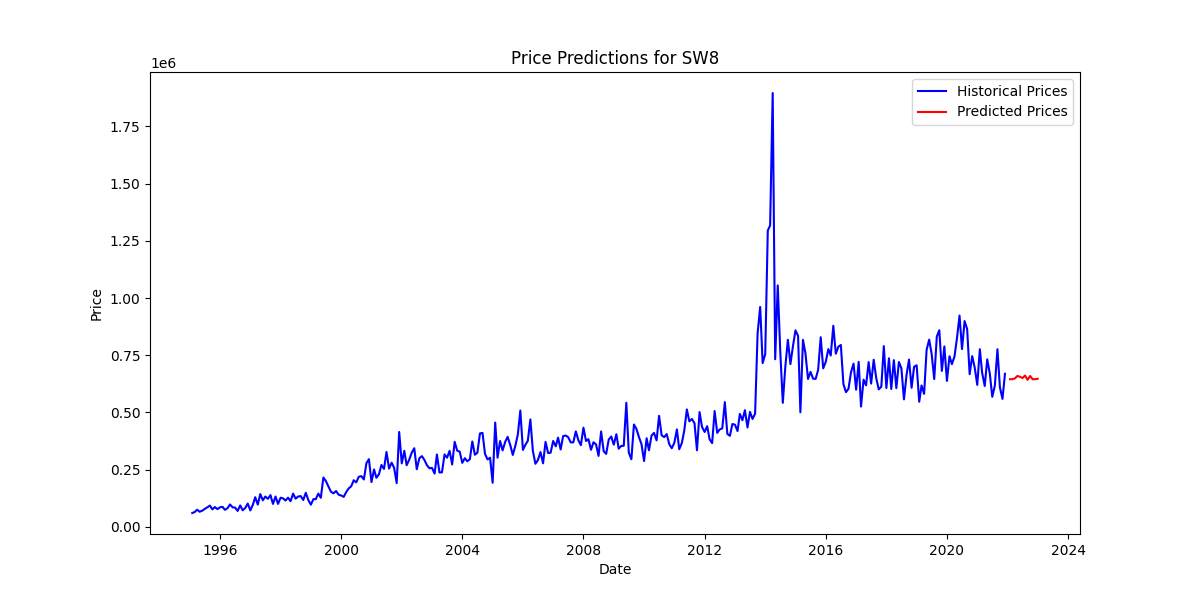 Price Predictions for SW8
1e6
Historical Prices
Predicted Prices
1.75
1.50
1.25
1.00
0.75
0.50
0.25
0.00
Price
1996 2000 2004 2008 2012 2016 2020 2024
Date